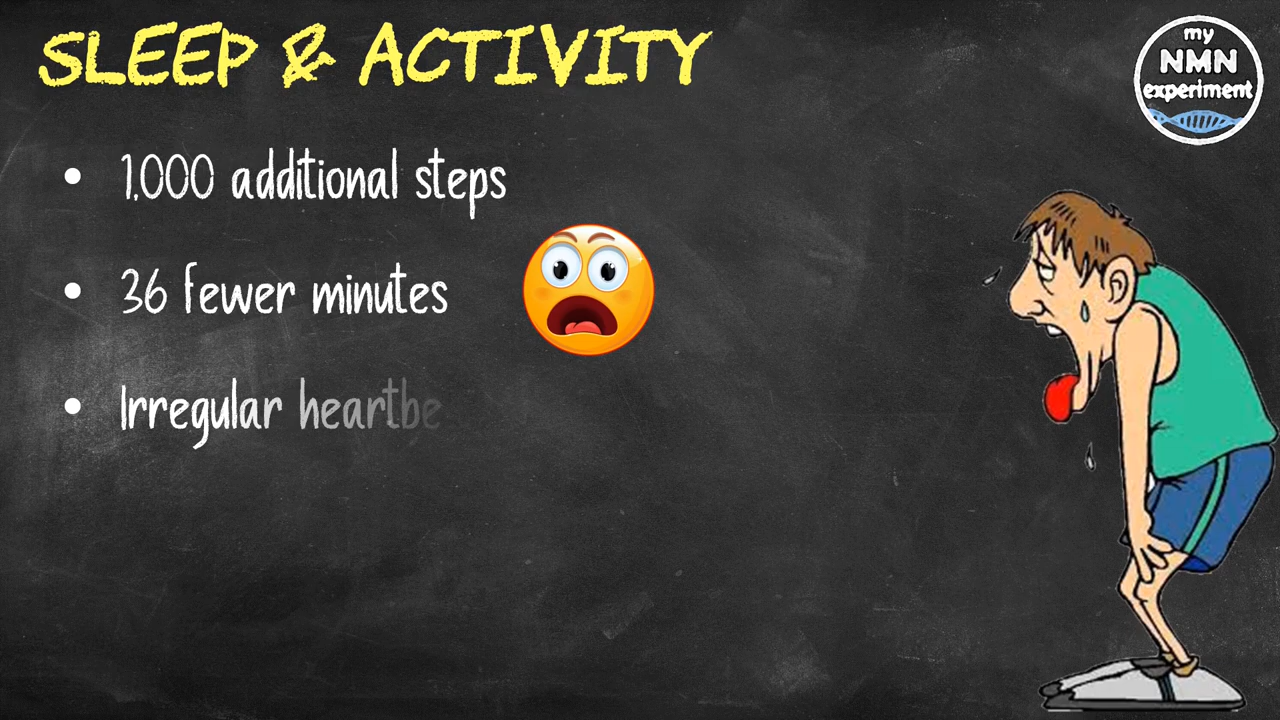 SLEEP & ACTIVITY
my
NMN
experiment
• 1,000 additional steps
• 36 fewer minutes
• Irregular heartbe